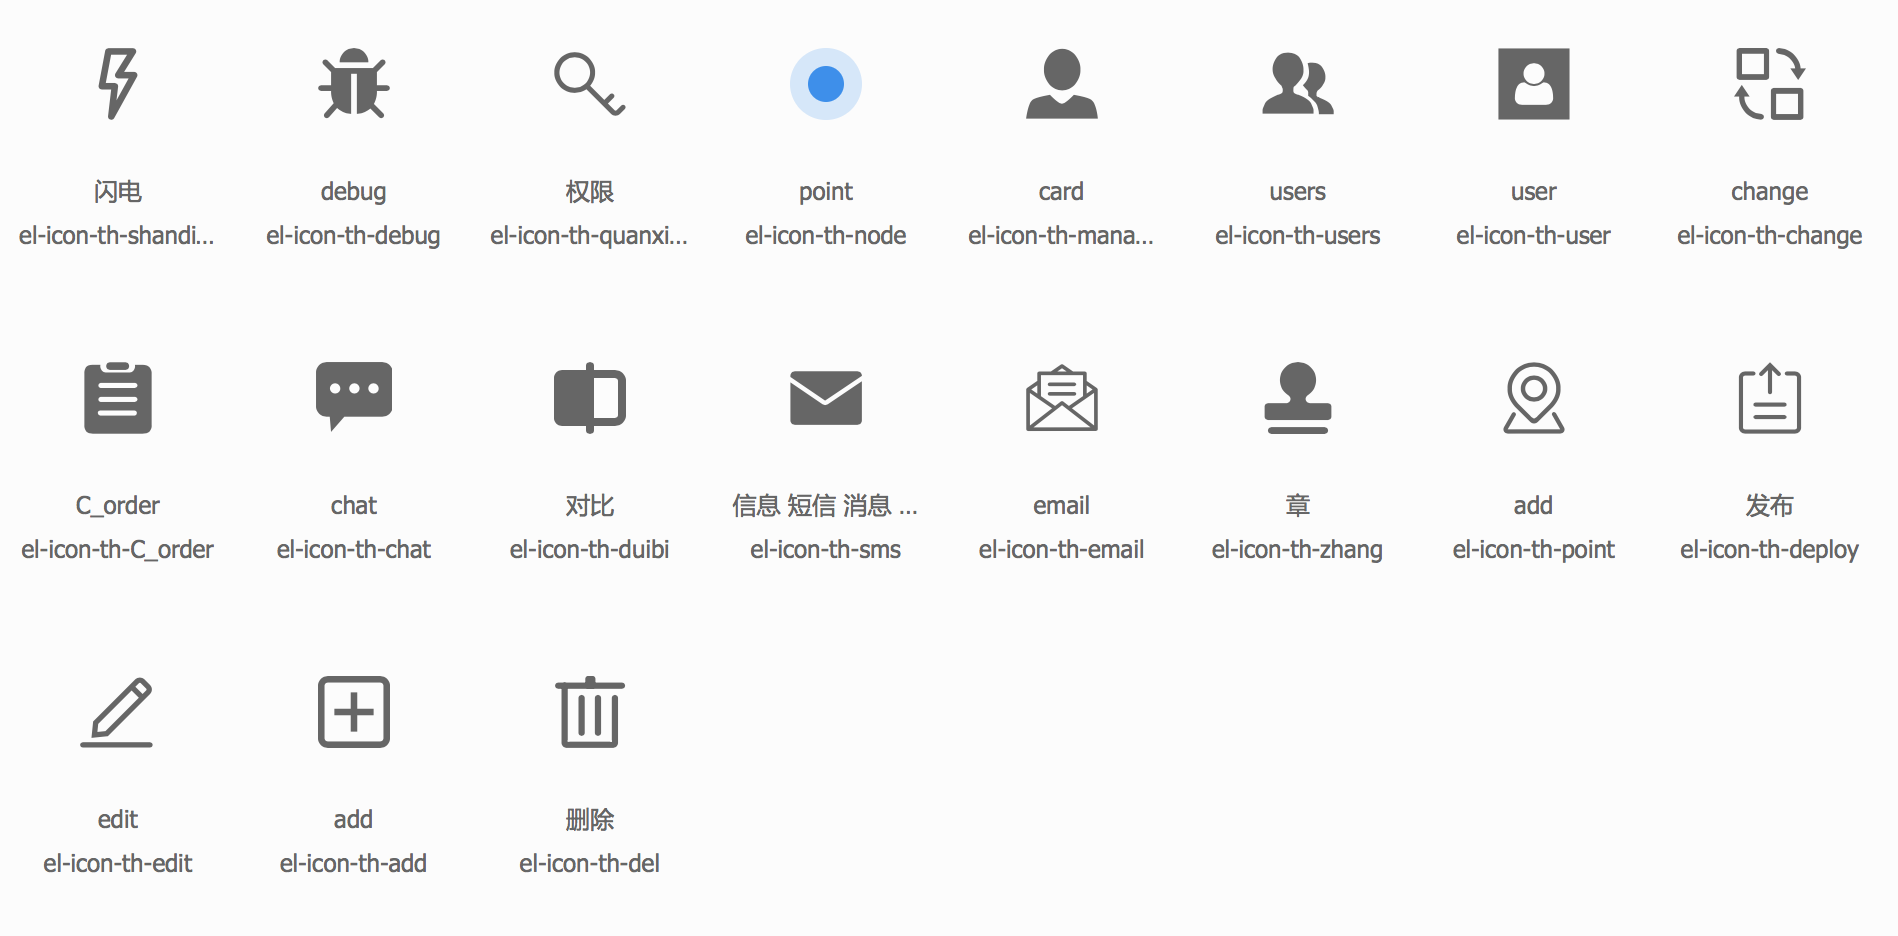 闪电
debug
权限
point
card
users
user
change
el-icon-th-shandi...
el-icon-th-debug
el-icon-th-quanxi...
el-icon-th-node
el-icon-th-mana...
el-icon-th-users
el-icon-th-user
el-icon-th-change
C_order
chat
对比
信息 短信 消息 ...
email
章
add
发布
el-icon-th-C_order
el-icon-th-chat
el-icon-th-duibi
el-icon-th-sms
el-icon-th-email
el-icon-th-zhang
el-icon-th-point
el-icon-th-deploy
edit
add
删除
el-icon-th-edit
el-icon-th-add
el-icon-th-del